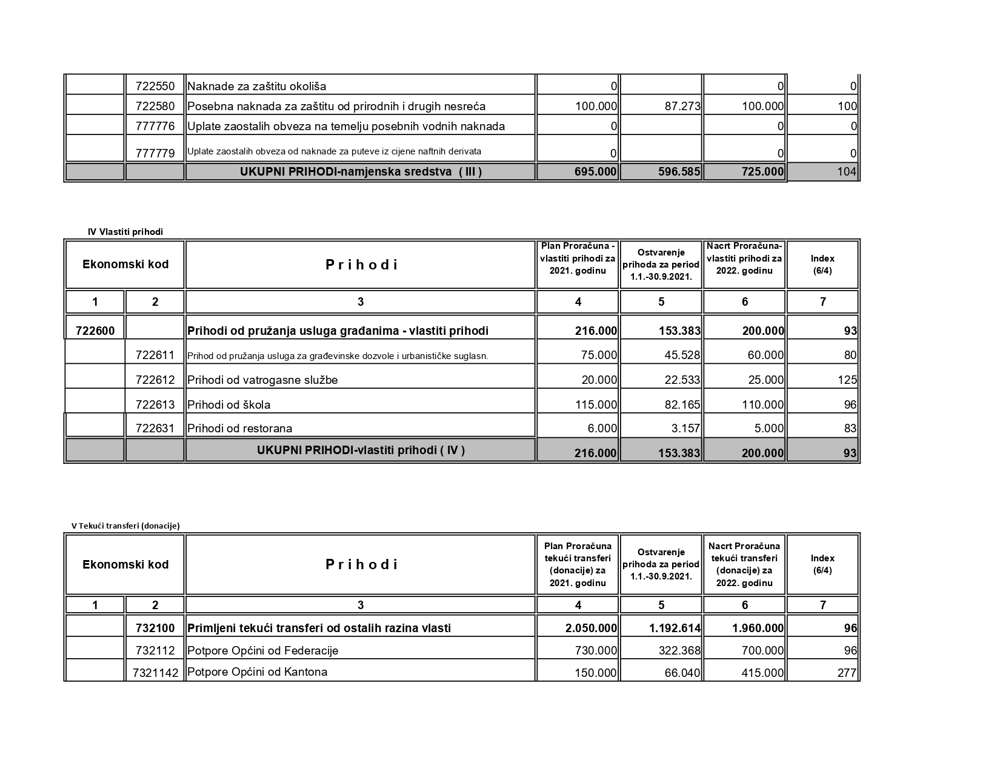 722550 Naknade za zaštitu okoliša 0 0 0
722580 Posebna naknada za zaštitu od prirodnih i drugih nesreća 100.000 87.273 100.000 100
777776 Uplate zaostalih obveza na temelju posebnih vodnih naknada 0 0 0
777779 Uplate zaostalih obveza od naknade za puteve iz cijene naftnih derivata 0 0 0
UKUPNI PRIHODI-namjenska sredstva ( III ) 695.000 596.585 725.000 104
IV Vlastiti prihodi
Ekonomski kod
P r i h o d i
Plan Proračuna -
vlastiti prihodi za
2021. godinu
Ostvarenje
prihoda za period
1.1.-30.9.2021.
Nacrt Proračuna-
vlastiti prihodi za
2022. godinu
Index
(6/4)
1 2 3 4 5 6 7
722600 Prihodi od pružanja usluga građanima - vlastiti prihodi 216.000 153.383 200.000 93
722611 Prihod od pružanja usluga za građevinske dozvole i urbanističke suglasn. 75.000 45.528 60.000 80
722612 Prihodi od vatrogasne službe 20.000 22.533 25.000 125
722613 Prihodi od škola 115.000 82.165 110.000 96
722631 Prihodi od restorana 6.000 3.157 5.000 83
UKUPNI PRIHODI-vlastiti prihodi ( IV ) 216.000 153.383 200.000 93
V Tekući transferi (donacije)
Ekonomski kod
P r i h o d i
Plan Proračuna
tekući transferi
(donacije) za
2021. godinu
Ostvarenje
prihoda za period
1.1.-30.9.2021.
Nacrt Proračuna
tekući transferi
(donacije) za
2022. godinu
Index
(6/4)
1 2 3 4 5 6 7
732100 Primljeni tekući transferi od ostalih razina vlasti 2.050.000 1.192.614 1.960.000 96
732112 Potpore Općini od Federacije 730.000 322.368 700.000 96
7321142 Potpore Općini od Kantona 150.000 66.040 415.000 277